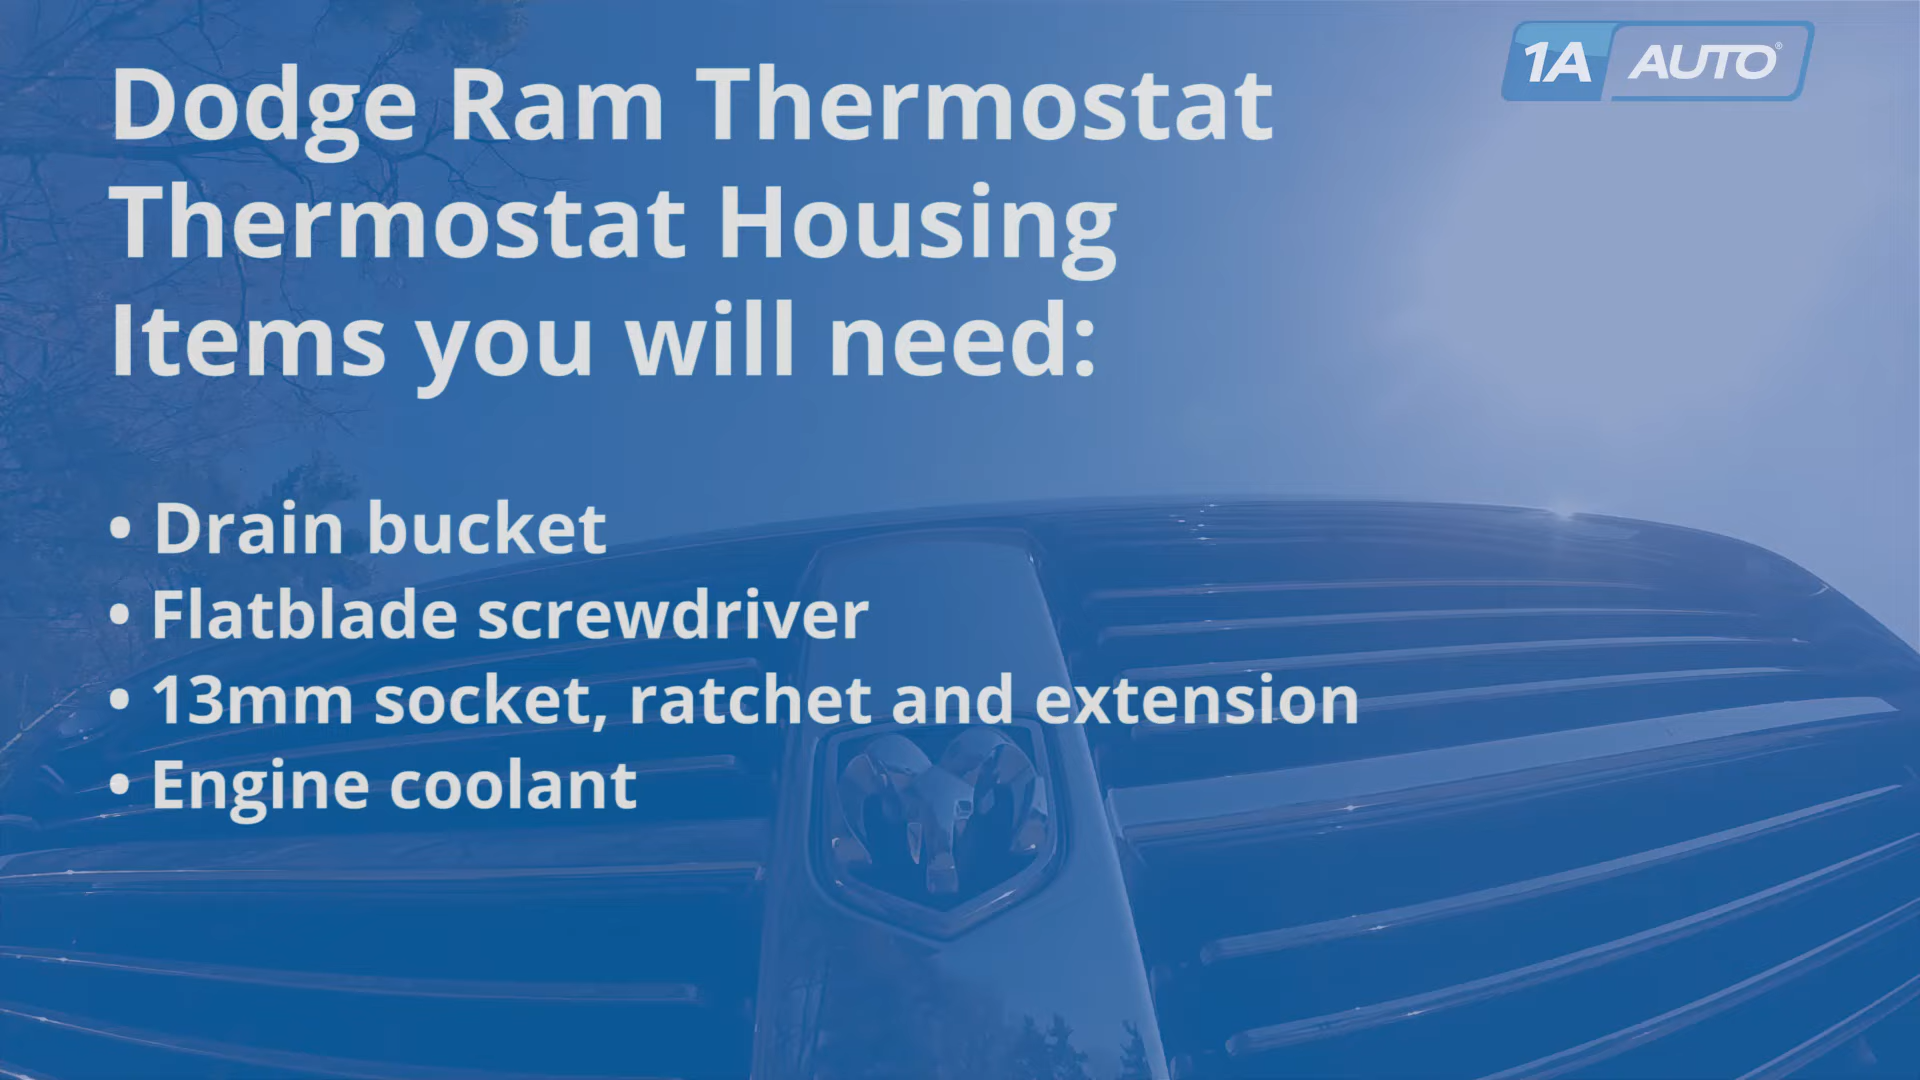 1A AUTO®
Dodge Ram Thermostat
Thermostat Housing
Items you will need:
• Drain bucket
• Flatblade screwdriver
• 13mm socket, ratchet and extension
• Engine coolant